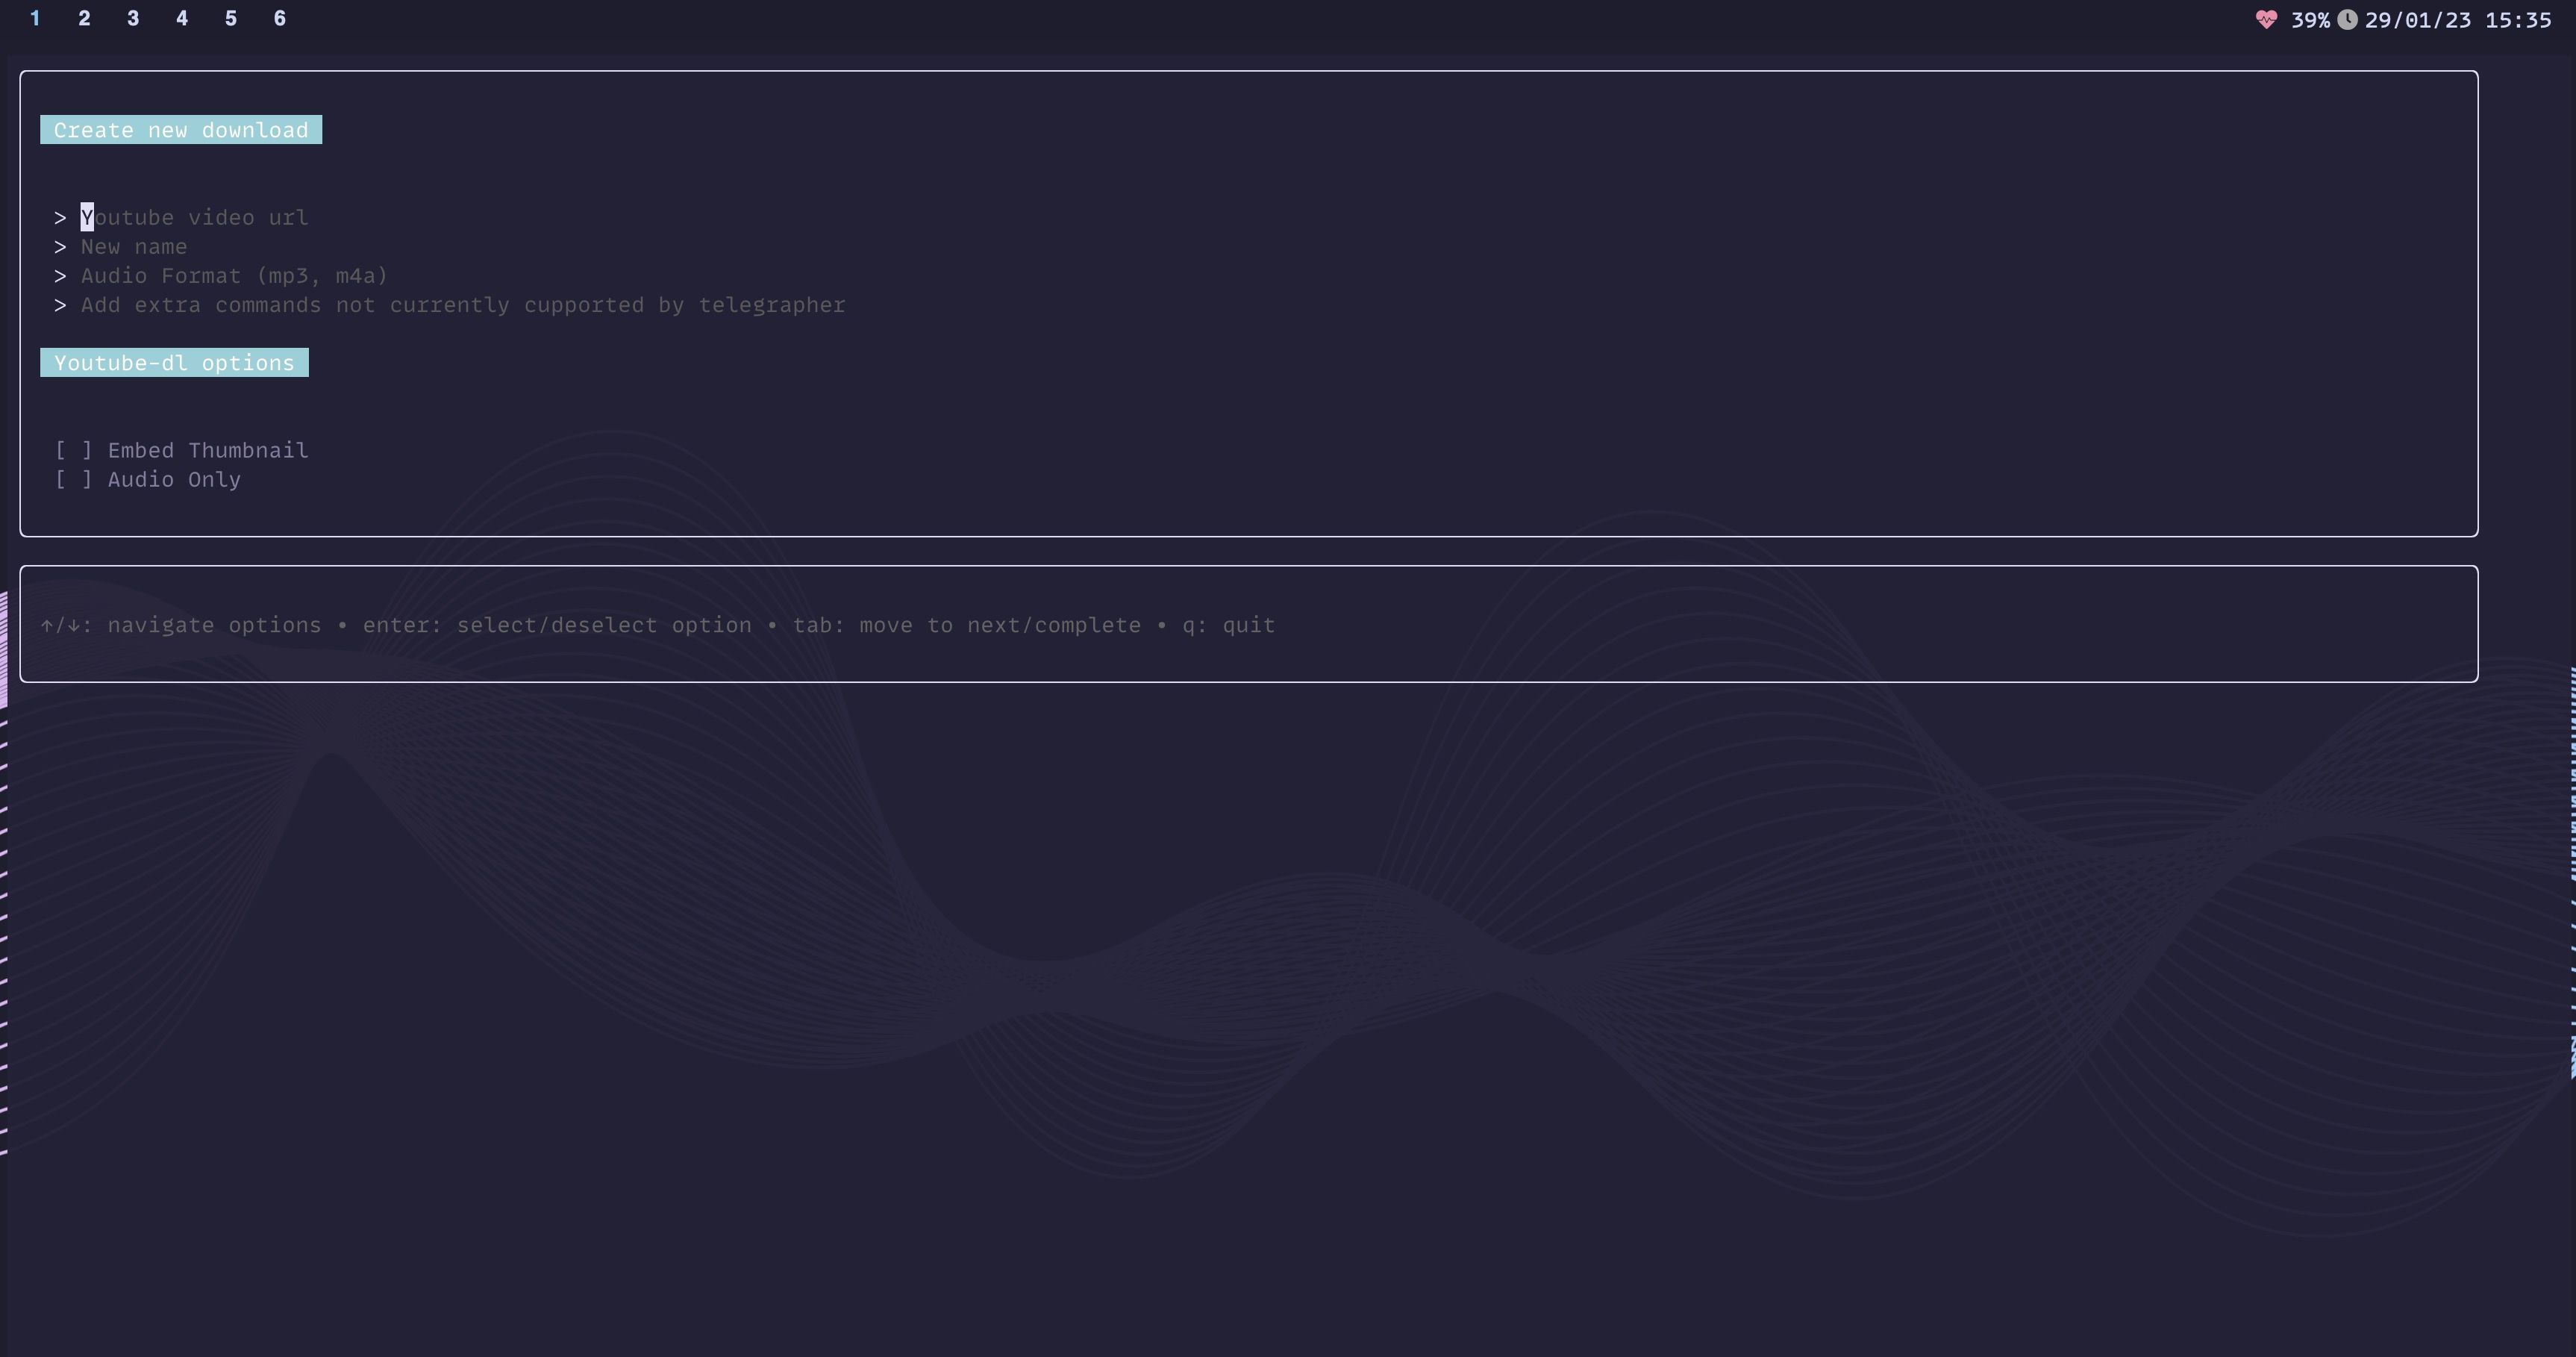 1 2 3 4 5 6 39% 29/01/23 15:35
Create new download
> Youtube video url
> New name
> Audio Format (mp3, m4a)
> Add extra commands not currently cupported by telegrapher
Youtube-dl options
[ ] Embed Thumbnail
[ ] Audio Only
↑/↓: navigate options • enter: select/deselect option • tab: move to next/complete • q: quit